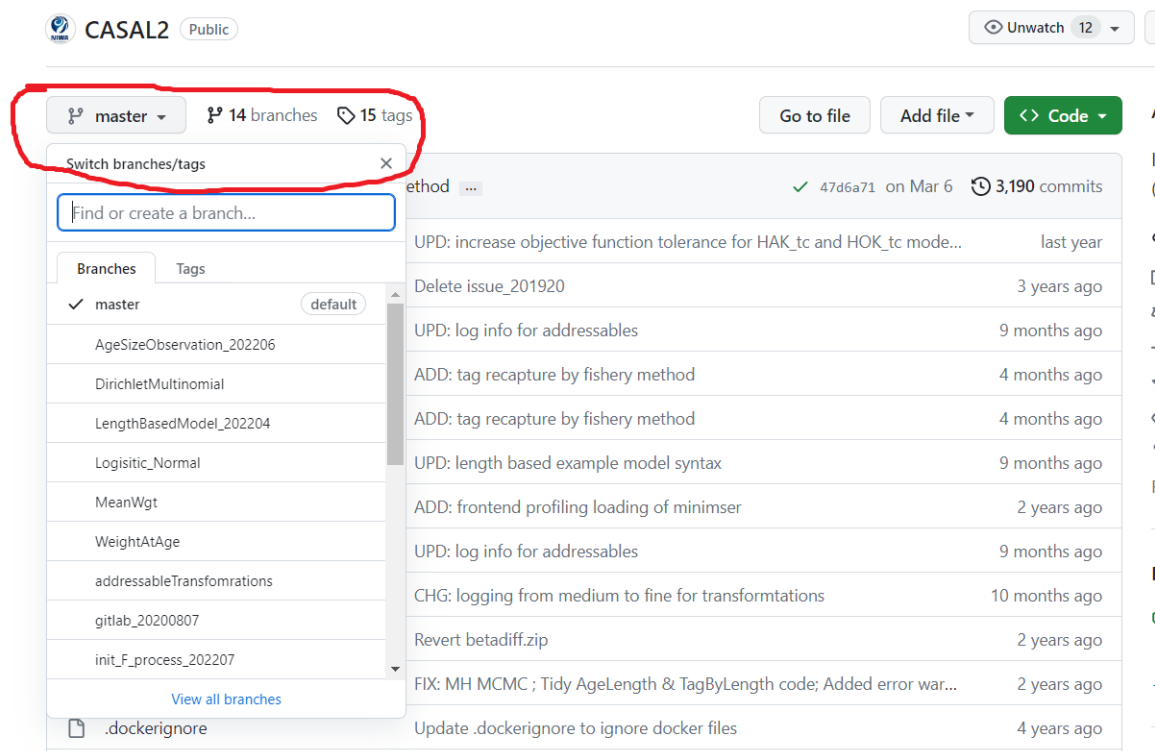 NIWA
CASAL2 Public
Unwatch 12
master 14 branches 15 tags
Go to file Add file Code
Switch branches/tags
Find or create a branch...
Branches Tags
master default
AgeSizeObservation_202206
DirichletMultinomial
LengthBasedModel_202204
Logisitic_Normal
MeanWgt
WeightAtAge
addressableTransfomrations
gitlab_20200807
init_F_process_202207
View all branches
ethod ... 47d6a71 on Mar 6 3,190 commits
UPD: increase objective function tolerance for HAK_tc and HOK_tc mode... last year
Delete issue_201920 3 years ago
UPD: log info for addressables 9 months ago
ADD: tag recapture by fishery method 4 months ago
ADD: tag recapture by fishery method 4 months ago
UPD: length based example model syntax 9 months ago
ADD: frontend profiling loading of minimser 2 years ago
UPD: log info for addressables 9 months ago
CHG: logging from medium to fine for transformtations 10 months ago
Revert betadiff.zip 2 years ago
FIX: MH MCMC ; Tidy AgeLength & TagByLength code; Added error war... 2 years ago
.dockerignore Update .dockerignore to ignore docker files 4 years ago